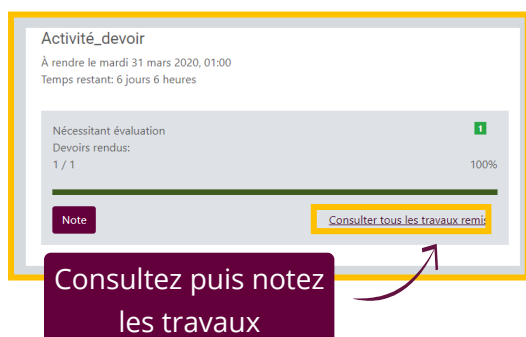 Activité_devoir
À rendre le mardi 31 mars 2020, 01:00
Temps restant: 6 jours 6 heures
Nécessitant évaluation 1
Devoirs rendus:
1 / 1 100%
Note Consulter tous les travaux remis
Consultez puis notez
les travaux